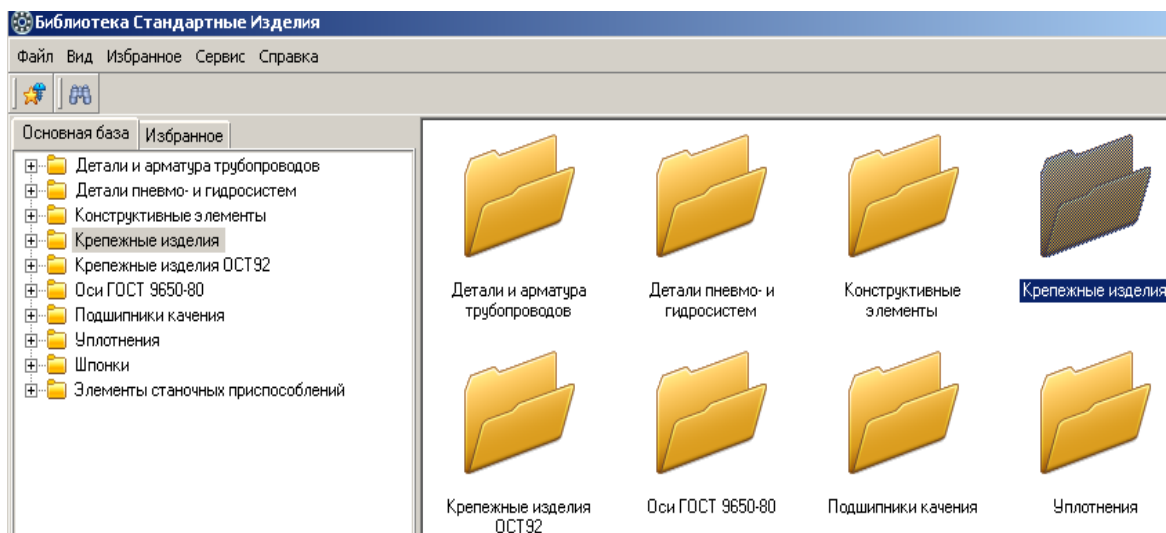 Библиотека Стандартные Изделия
Файл Вид Избранное Сервис Справка
Основная база Избранное
Детали и арматура трубопроводов
Детали пневмо- и гидросистем
Конструктивные элементы
Крепежные изделия
Крепежные изделия ОСТ92
Оси ГОСТ 9650-80
Подшипники качения
Уплотнения
Шпонки
Элементы станочных приспособлений
Детали и арматура
трубопроводов
Детали пневмо- и
гидросистем
Конструктивные
элементы
Крепежные изделия
Крепежные изделия
ОСТ92
Оси ГОСТ 9650-80
Подшипники качения
Уплотнения